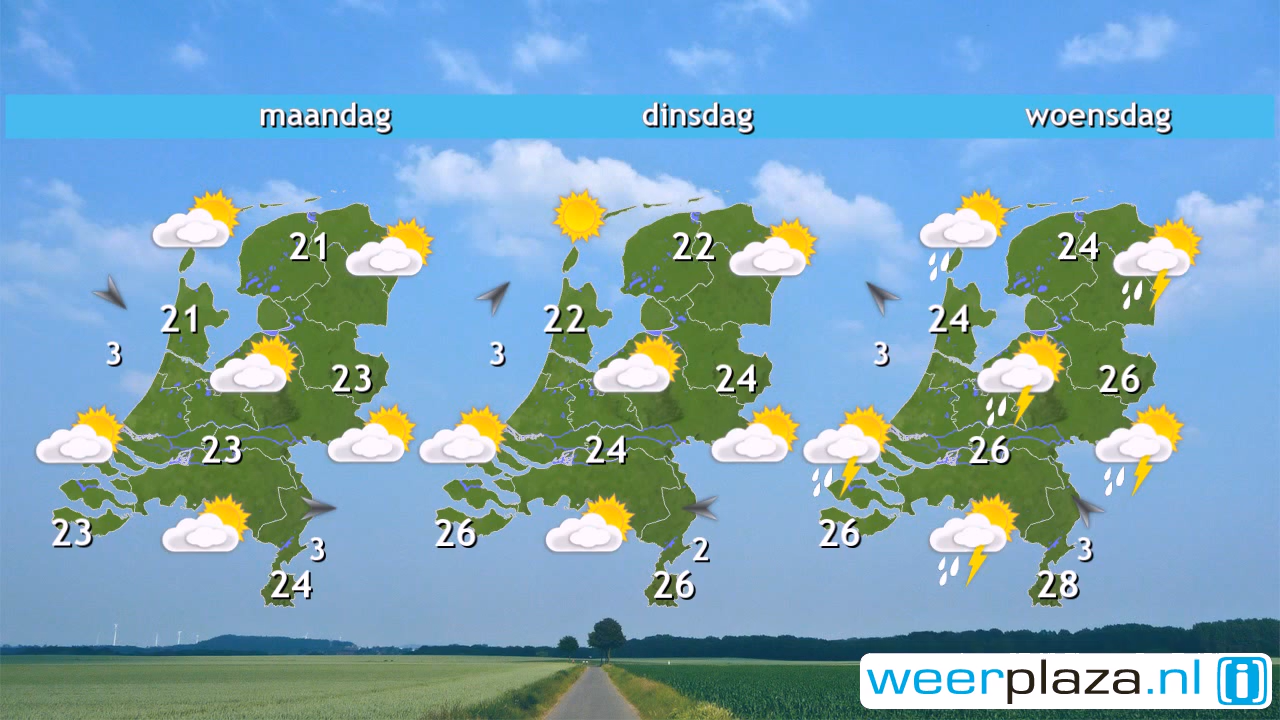 maandag dinsdag woensdag
21 22 24
21 22 24
3 3 3
23 24 26
23 24 26
23 26 26
3 2 3
24 26 28
weerplaza.nl